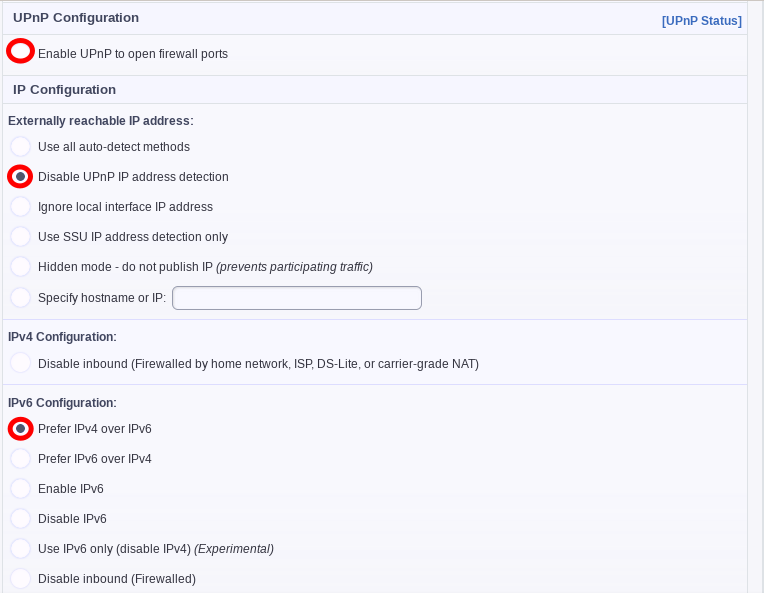 UPnP Configuration
[UPnP Status]
Enable UPnP to open firewall ports
IP Configuration
Externally reachable IP address:
Use all auto-detect methods
Disable UPnP IP address detection
Ignore local interface IP address
Use SSU IP address detection only
Hidden mode - do not publish IP (prevents participating traffic)
Specify hostname or IP:
IPv4 Configuration:
Disable inbound (Firewalled by home network, ISP, DS-Lite, or carrier-grade NAT)
IPv6 Configuration:
Prefer IPv4 over IPv6
Prefer IPv6 over IPv4
Enable IPv6
Disable IPv6
Use IPv6 only (disable IPv4) (Experimental)
Disable inbound (Firewalled)